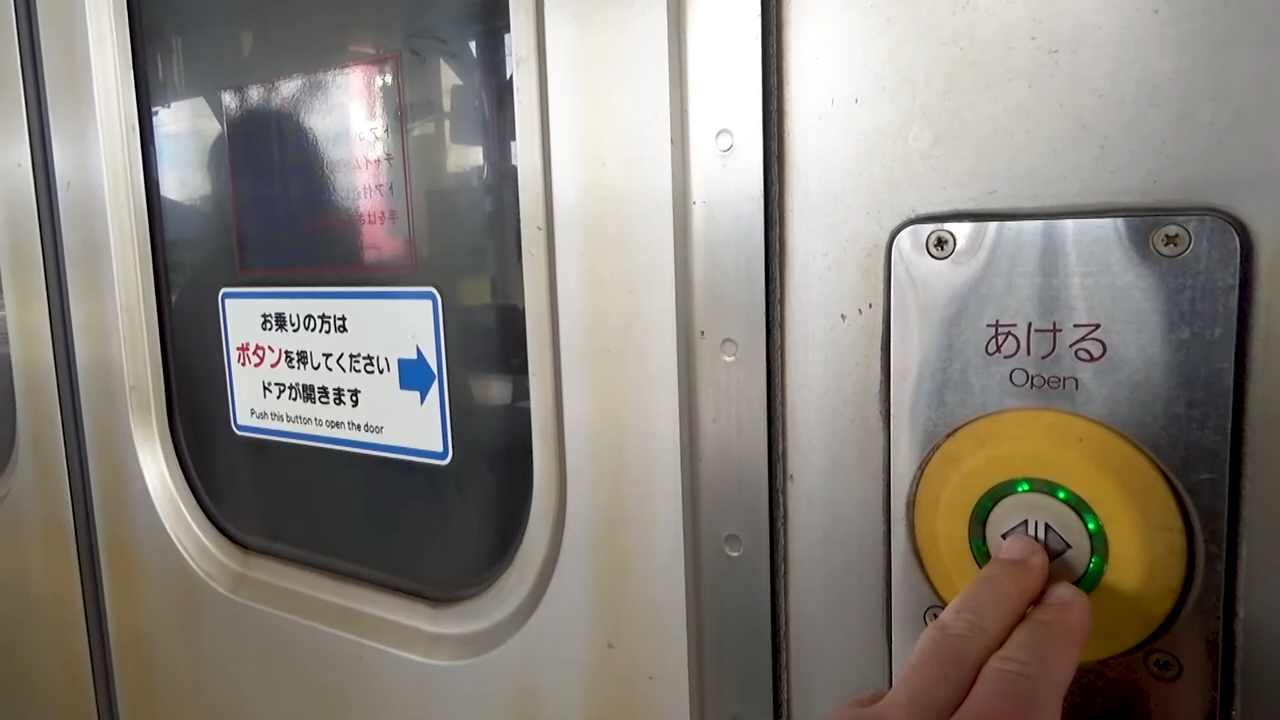 お乗りの方は
ボタンを押してください
ドアが開きます
Push this button to open the door
あける
Open